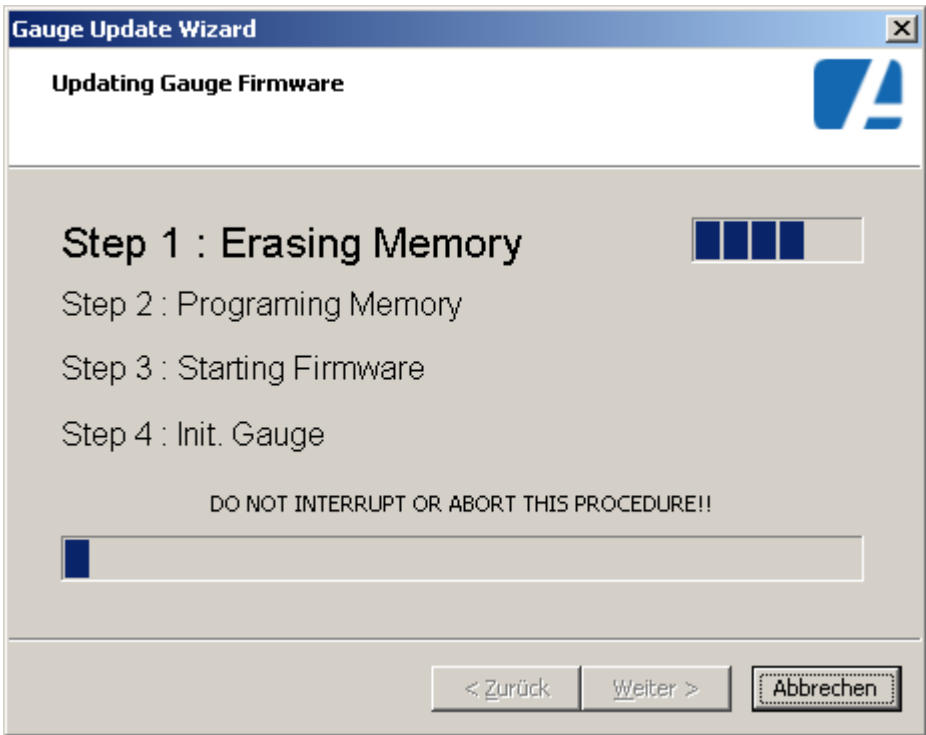 Gauge Update Wizard
Updating Gauge Firmware
Step 1 : Erasing Memory
Step 2 : Programing Memory
Step 3 : Starting Firmware
Step 4 : Init. Gauge
DO NOT INTERRUPT OR ABORT THIS PROCEDURE!!
< Zurück Weiter > Abbrechen